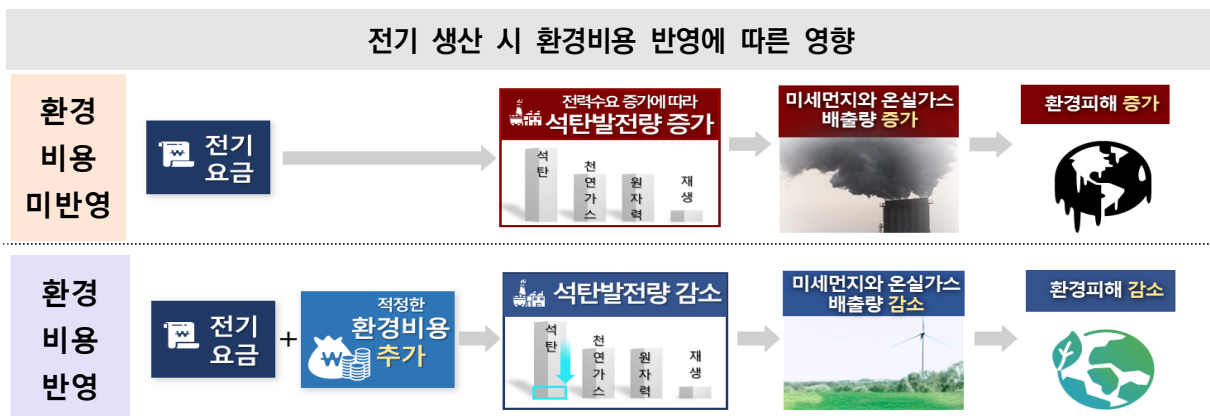 전기 생산 시 환경비용 반영에 따른 영향
환경
비용
미반영
₩ 전기
요금
전력수요 증가에 따라
석탄발전량 증가
석탄
천연가스
원자력
재생
미세먼지와 온실가스
배출량 증가
환경피해 증가
환경
비용
반영
₩ 전기
요금
+
적정한
환경비용
추가
₩
석탄발전량 감소
석탄
천연가스
원자력
재생
미세먼지와 온실가스
배출량 감소
환경피해 감소